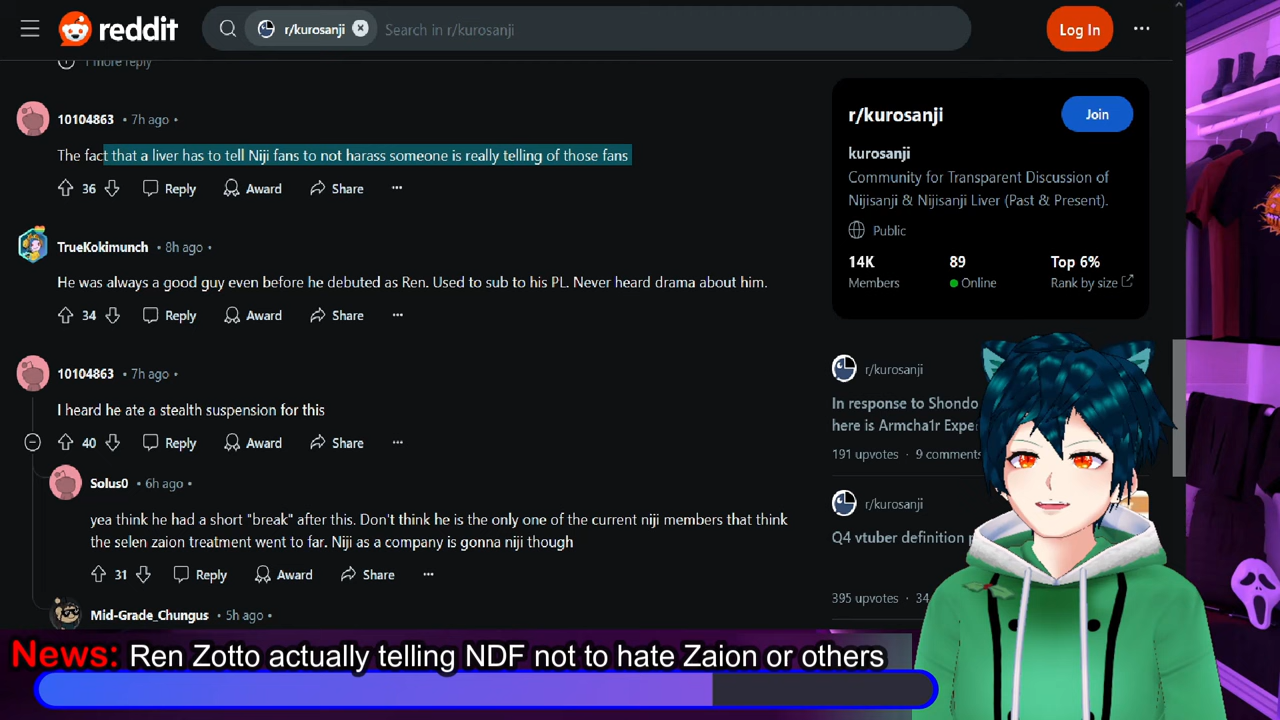 reddit
r/kurosanji
Search in r/kurosanji
Log In
1 more reply
10104863 • 7h ago •
The fact that a liver has to tell Niji fans to not harass someone is really telling of those fans
36 Reply Award Share
TrueKokimunch • 8h ago •
He was always a good guy even before he debuted as Ren. Used to sub to his PL. Never heard drama about him.
34 Reply Award Share
10104863 • 7h ago •
I heard he ate a stealth suspension for this
40 Reply Award Share
Solus0 • 6h ago •
yea think he had a short "break" after this. Don't think he is the only one of the current niji members that think
the selen zaion treatment went to far. Niji as a company is gonna niji though
31 Reply Award Share
Mid-Grade_Chungus • 5h ago •
r/kurosanji
Join
kurosanji
Community for Transparent Discussion of
Nijisanji & Nijisanji Liver (Past & Present).
Public
14K 89 Top 6%
Members Online Rank by size
r/kurosanji
In response to Shondo
here is Armcha1r Expe
191 upvotes • 9 comments
r/kurosanji
Q4 vtuber definition
395 upvotes • 34
News: Ren Zotto actually telling NDF not to hate Zaion or others